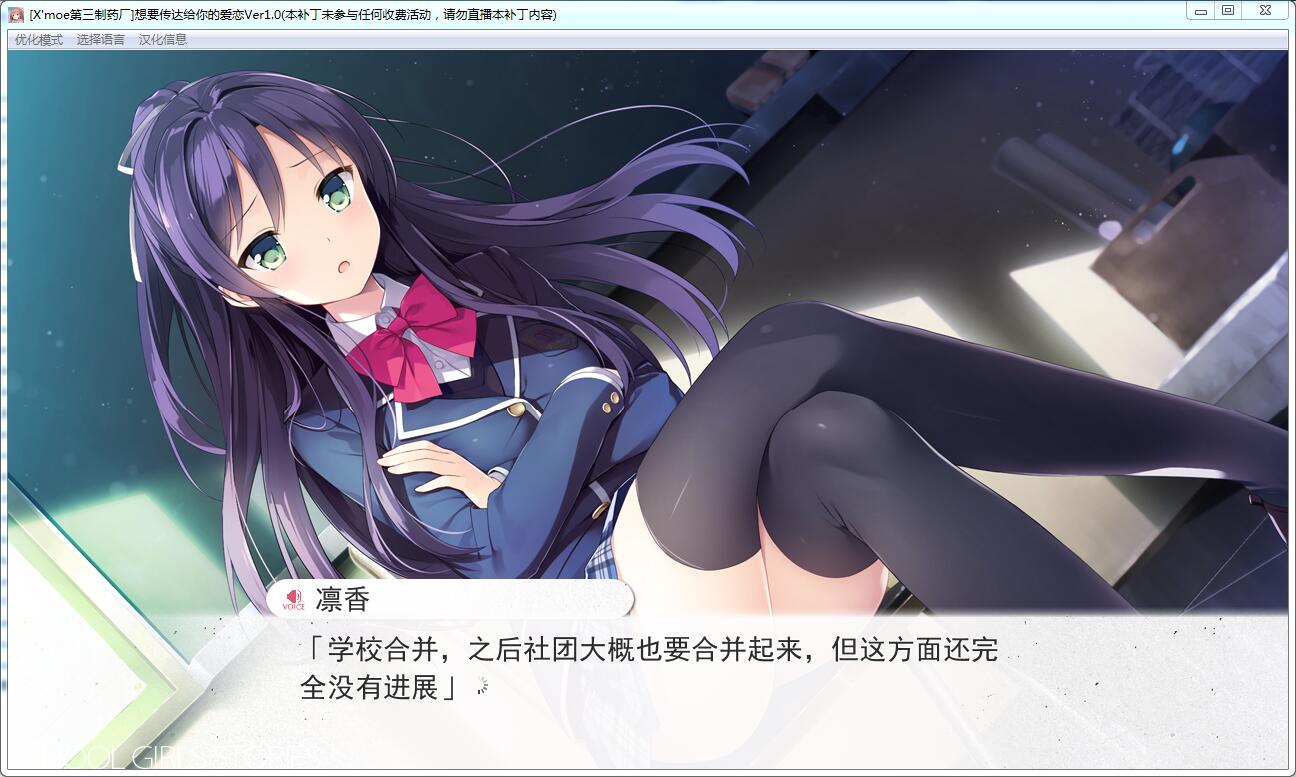 [X'moe第三制药厂]想要传达给你的爱恋Ver1.0(本补丁未参与任何收费活动，请勿直播本补丁内容)
优化模式 选择语言 汉化信息
VOICE 凛香
「学校合并，之后社团大概也要合并起来，但这方面还完
全没有进展」
OOL GIRLS STORIES